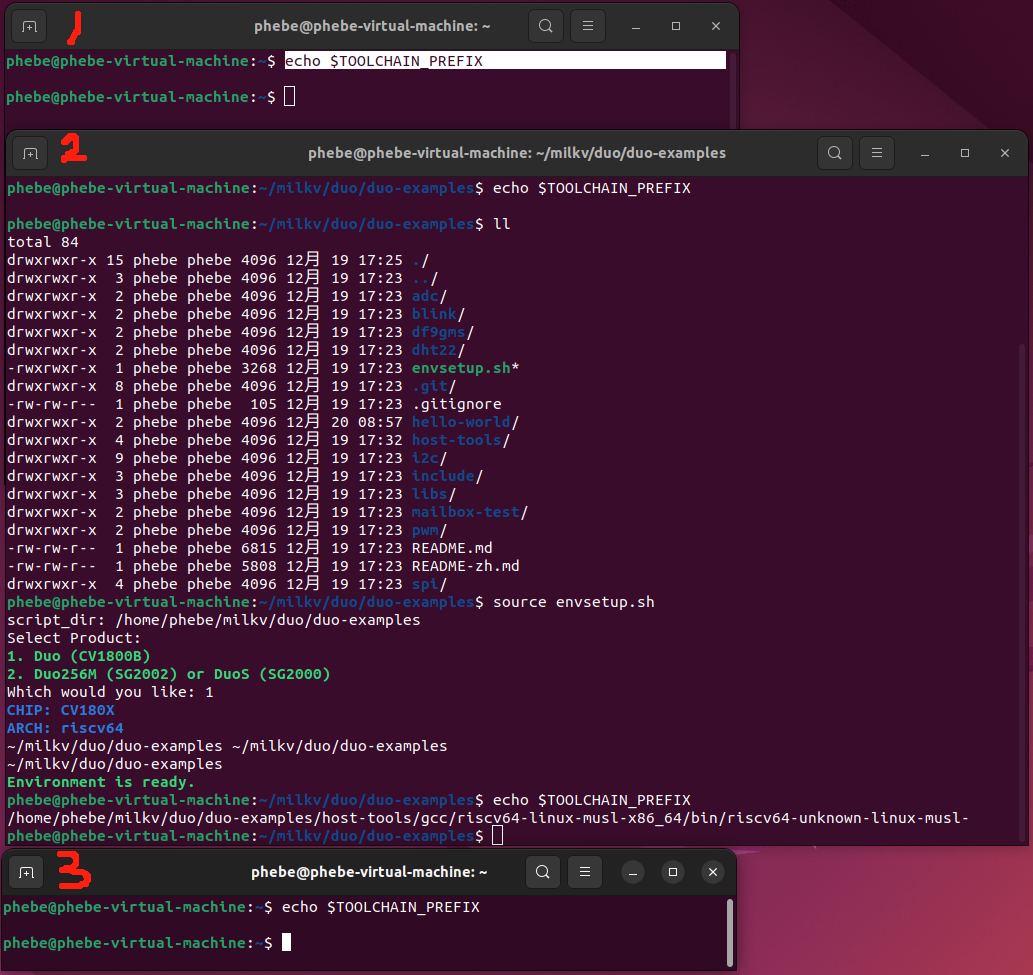 1
phebe@phebe-virtual-machine: ~
phebe@phebe-virtual-machine:~$ echo $TOOLCHAIN_PREFIX
phebe@phebe-virtual-machine:~$
2
phebe@phebe-virtual-machine: ~/milkv/duo/duo-examples
phebe@phebe-virtual-machine:~/milkv/duo/duo-examples$ echo $TOOLCHAIN_PREFIX
phebe@phebe-virtual-machine:~/milkv/duo/duo-examples$ ll
total 84
drwxrwxr-x 15 phebe phebe 4096 12月 19 17:25 ./
drwxrwxr-x  3 phebe phebe 4096 12月 19 17:23 ../
drwxrwxr-x  2 phebe phebe 4096 12月 19 17:23 adc/
drwxrwxr-x  2 phebe phebe 4096 12月 19 17:23 blink/
drwxrwxr-x  2 phebe phebe 4096 12月 19 17:23 df9gms/
drwxrwxr-x  2 phebe phebe 4096 12月 19 17:23 dht22/
-rwxrwxr-x  1 phebe phebe 3268 12月 19 17:23 envsetup.sh*
drwxrwxr-x  8 phebe phebe 4096 12月 19 17:23 .git/
-rw-rw-r--  1 phebe phebe  105 12月 19 17:23 .gitignore
drwxrwxr-x  2 phebe phebe 4096 12月 20 08:57 hello-world/
drwxrwxr-x  4 phebe phebe 4096 12月 19 17:32 host-tools/
drwxrwxr-x  9 phebe phebe 4096 12月 19 17:23 i2c/
drwxrwxr-x  3 phebe phebe 4096 12月 19 17:23 include/
drwxrwxr-x  3 phebe phebe 4096 12月 19 17:23 libs/
drwxrwxr-x  2 phebe phebe 4096 12月 19 17:23 mailbox-test/
drwxrwxr-x  2 phebe phebe 4096 12月 19 17:23 pwm/
-rw-rw-r--  1 phebe phebe 6815 12月 19 17:23 README.md
-rw-rw-r--  1 phebe phebe 5808 12月 19 17:23 README-zh.md
drwxrwxr-x  4 phebe phebe 4096 12月 19 17:23 spi/
phebe@phebe-virtual-machine:~/milkv/duo/duo-examples$ source envsetup.sh
script_dir: /home/phebe/milkv/duo/duo-examples
Select Product:
1. Duo (CV1800B)
2. Duo256M (SG2002) or DuoS (SG2000)
Which would you like: 1
CHIP: CV180X
ARCH: riscv64
~/milkv/duo/duo-examples ~/milkv/duo/duo-examples
~/milkv/duo/duo-examples
Environment is ready.
phebe@phebe-virtual-machine:~/milkv/duo/duo-examples$ echo $TOOLCHAIN_PREFIX
/home/phebe/milkv/duo/duo-examples/host-tools/gcc/riscv64-linux-musl-x86_64/bin/riscv64-unknown-linux-musl-
phebe@phebe-virtual-machine:~/milkv/duo/duo-examples$
3
phebe@phebe-virtual-machine: ~
phebe@phebe-virtual-machine:~$ echo $TOOLCHAIN_PREFIX
phebe@phebe-virtual-machine:~$